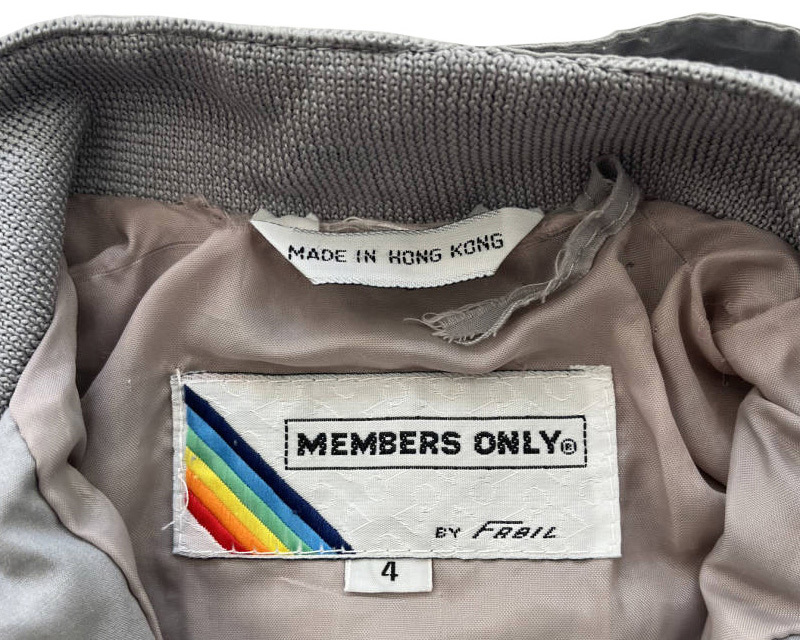 MADE IN HONG KONG
MEMBERS ONLY®
BY FABIL
4